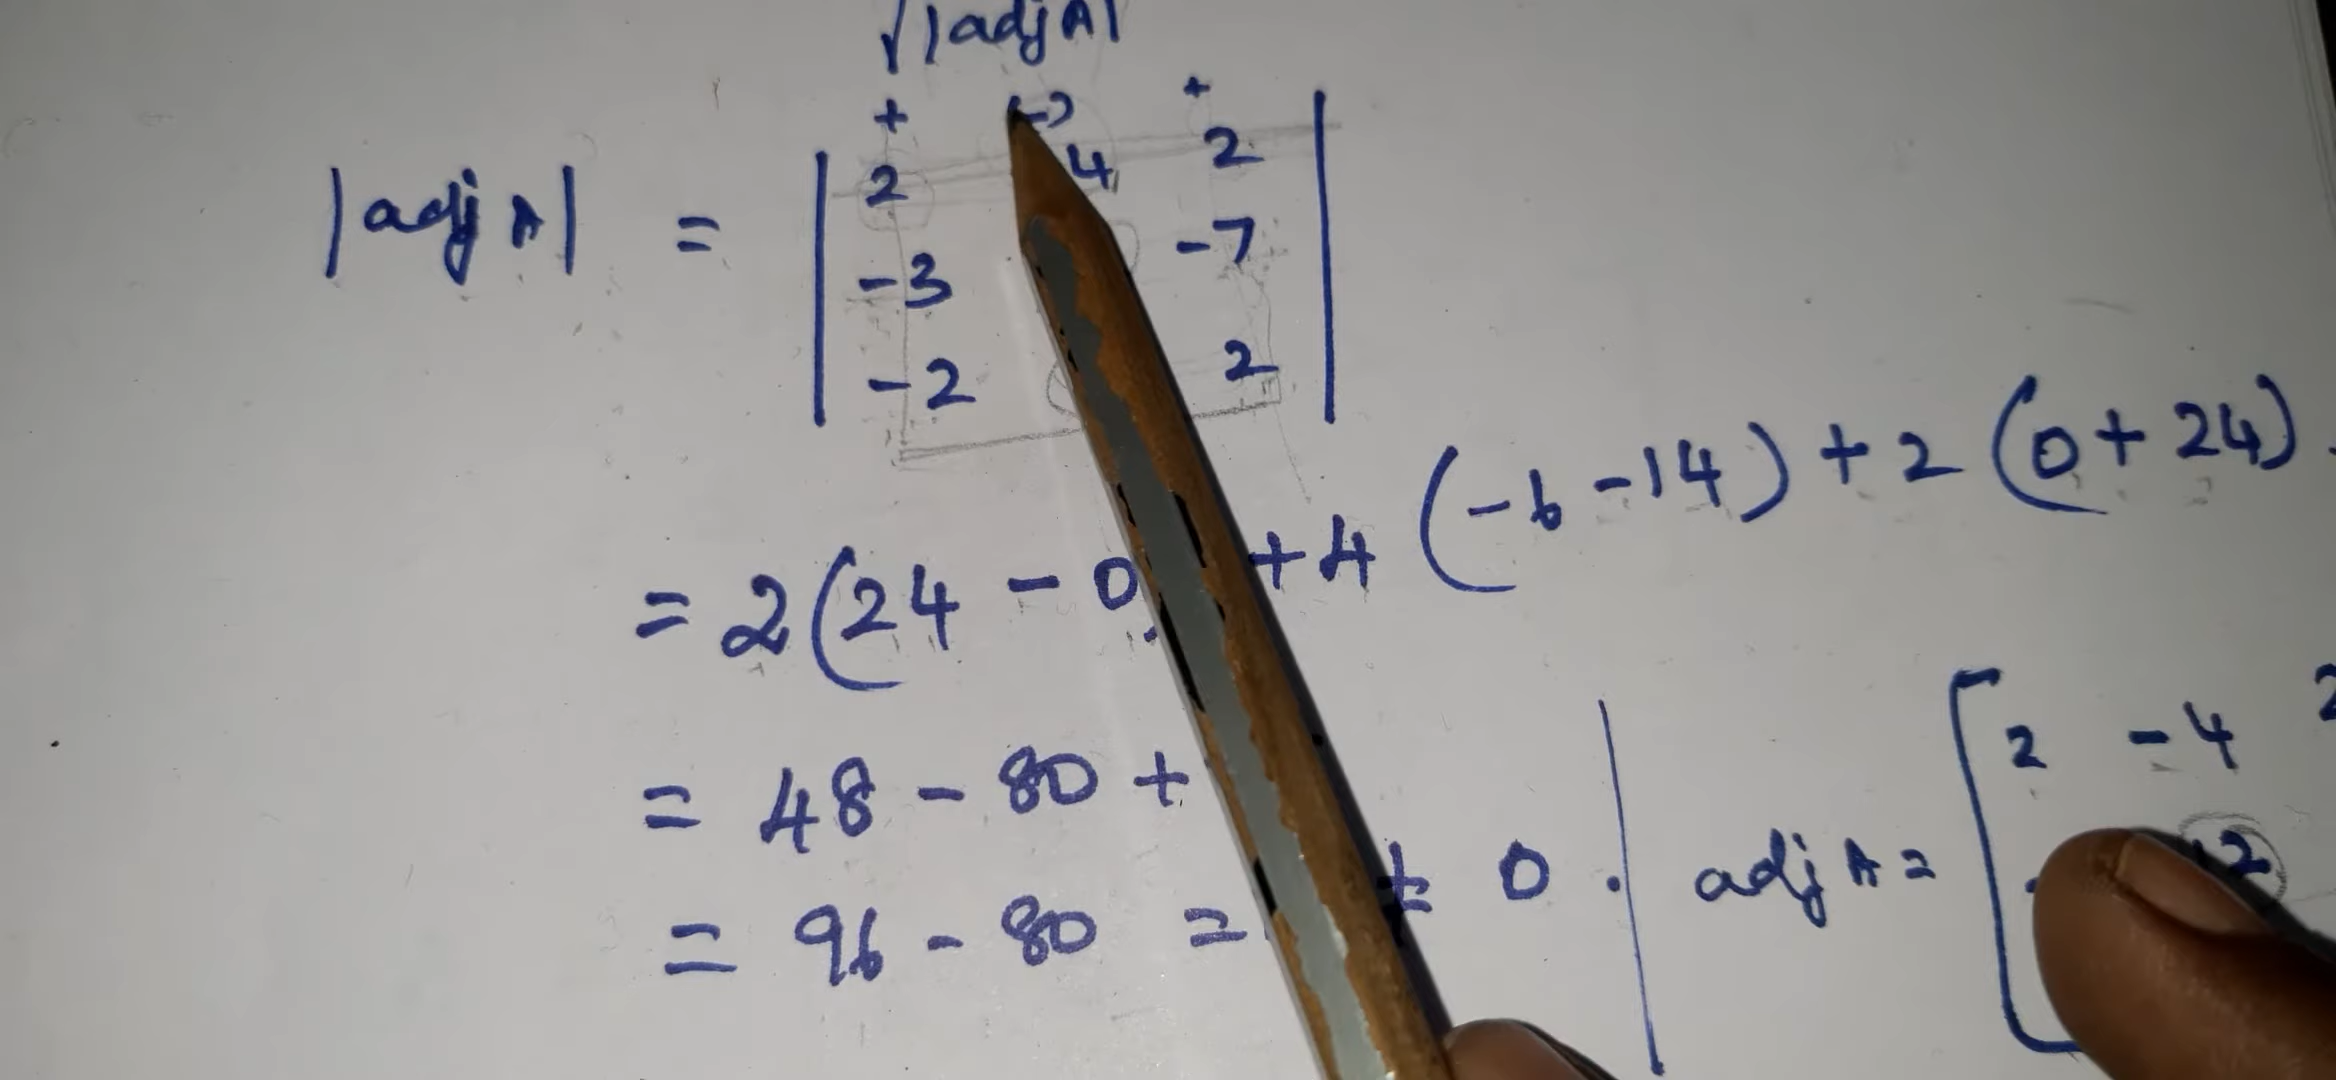 √|adj A|
+ (-) +
|adj A| = | 2 4 2
-3 -7
-2 2 |
= 2(24 - 0 +4 (-6 -14) + 2 (0 + 24)
= 48 - 80 +
= 96 - 80 = ≠ 0 .
adj A = [ 2 -4
2